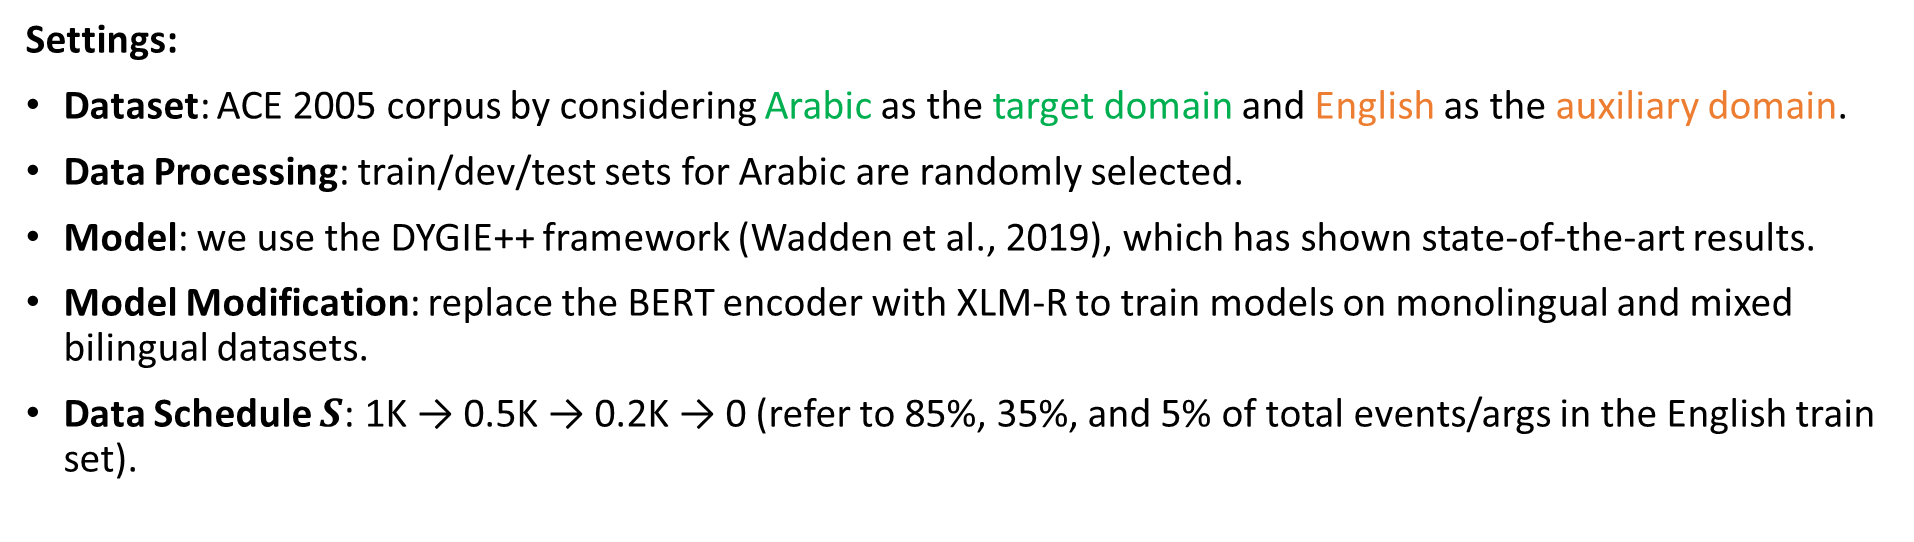 Settings:
• Dataset: ACE 2005 corpus by considering Arabic as the target domain and English as the auxiliary domain.
• Data Processing: train/dev/test sets for Arabic are randomly selected.
• Model: we use the DYGIE++ framework (Wadden et al., 2019), which has shown state-of-the-art results.
• Model Modification: replace the BERT encoder with XLM-R to train models on monolingual and mixed
bilingual datasets.
• Data Schedule S: 1K → 0.5K → 0.2K → 0 (refer to 85%, 35%, and 5% of total events/args in the English train
set).